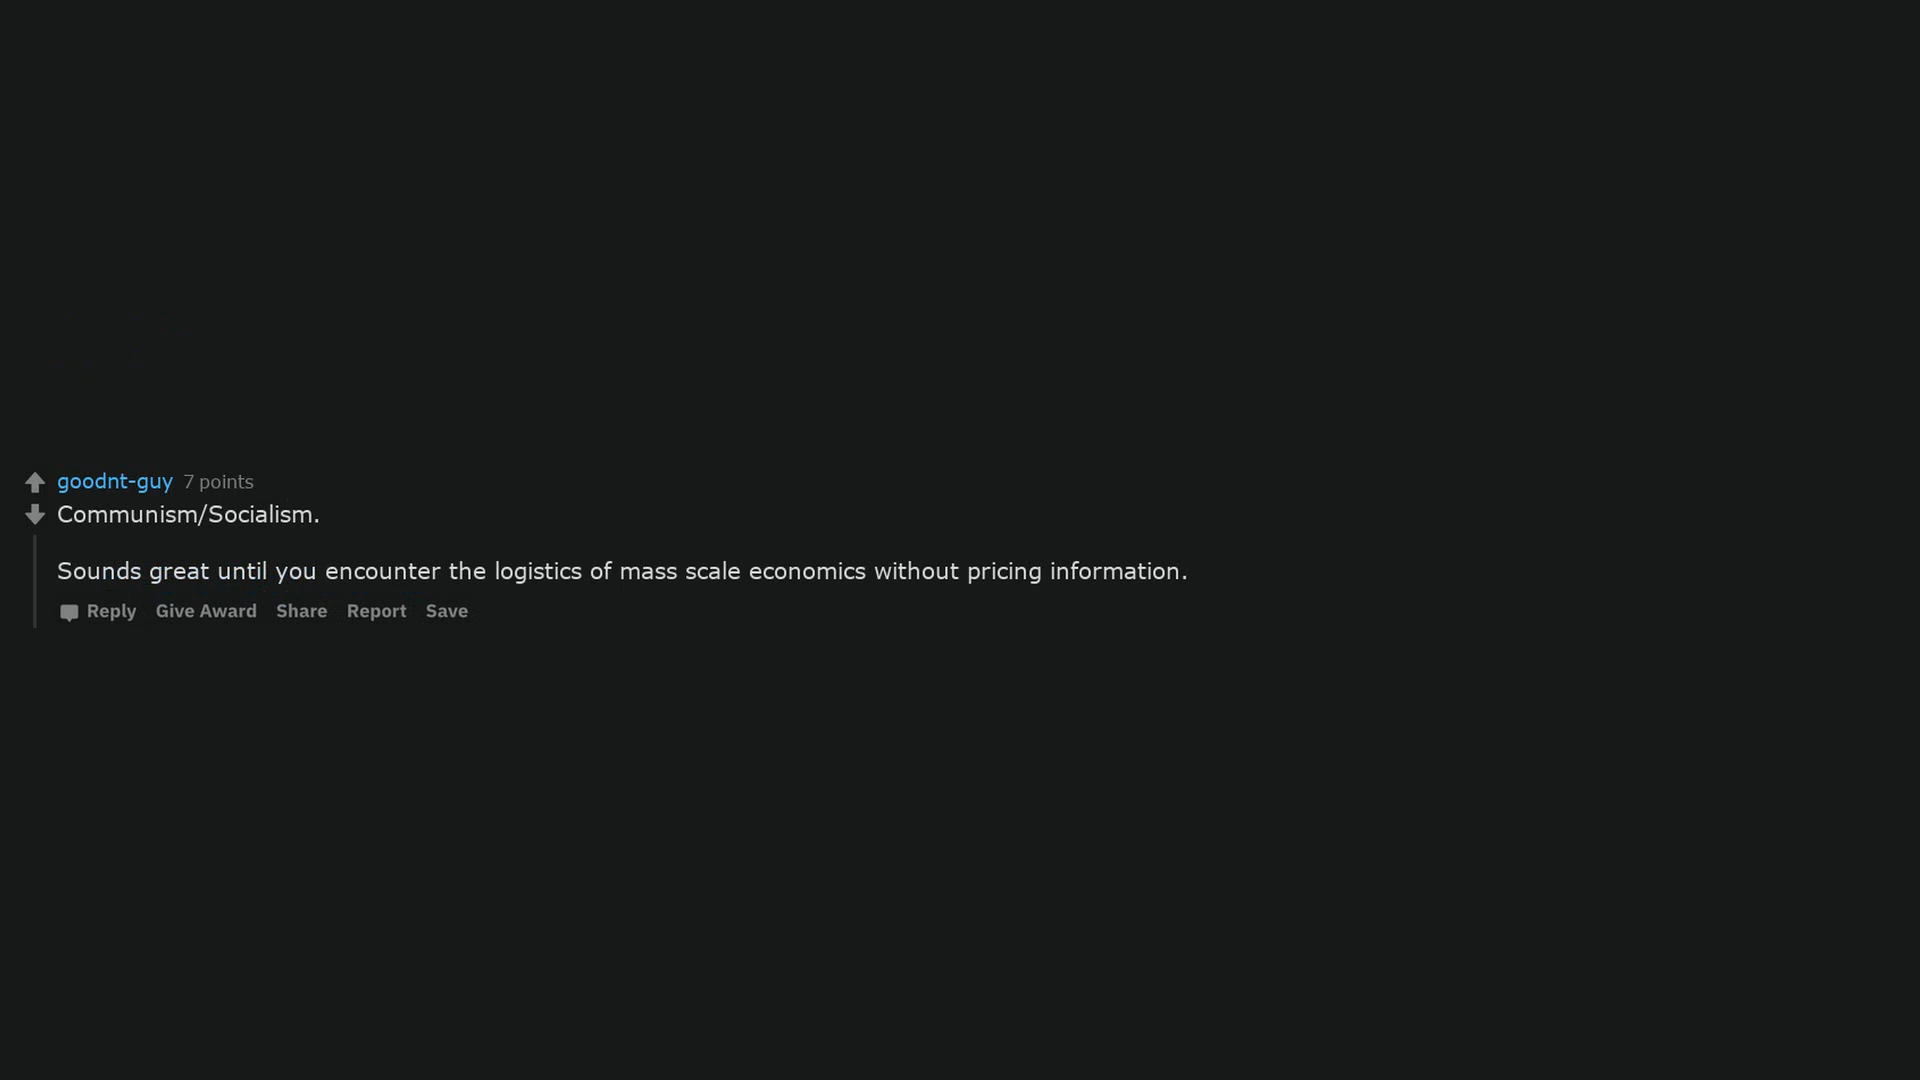 goodnt-guy 7 points
Communism/Socialism.
Sounds great until you encounter the logistics of mass scale economics without pricing information.
Reply Give Award Share Report Save